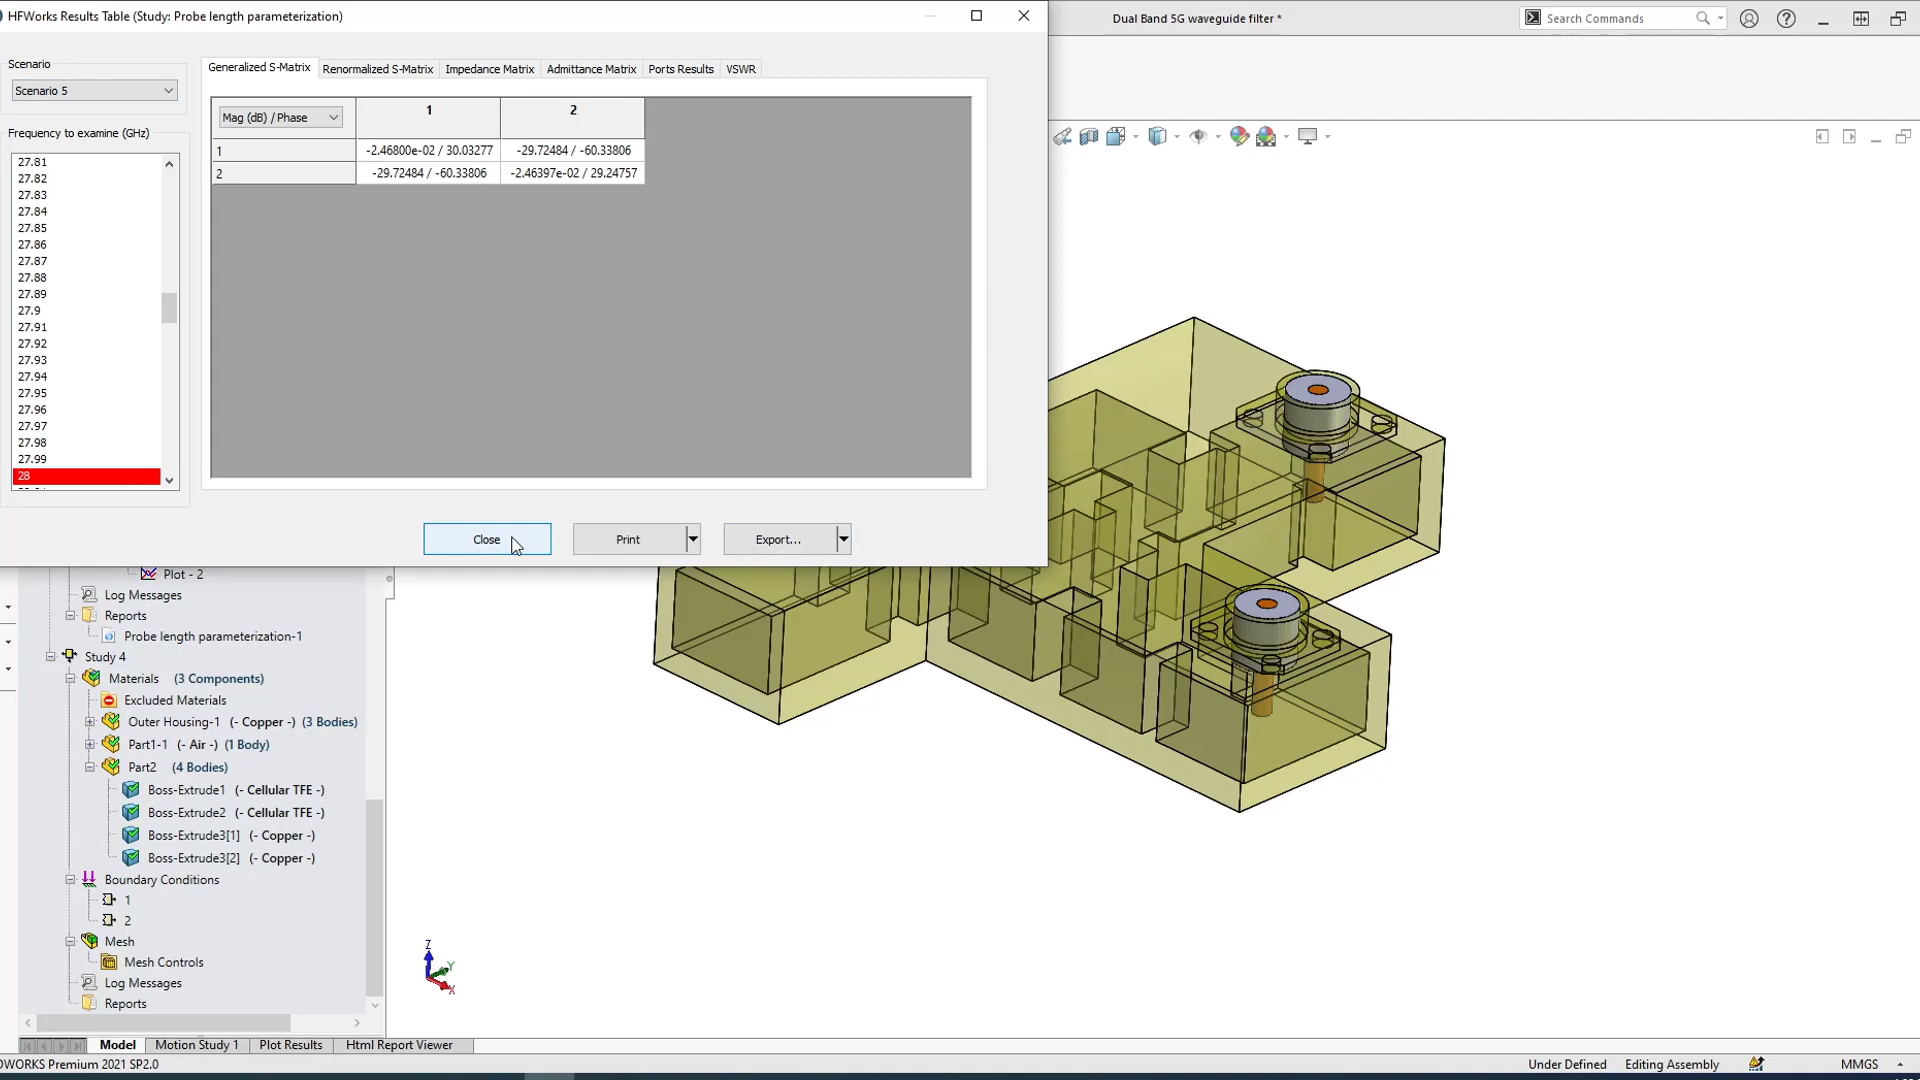 HFWorks Results Table (Study: Probe length parameterization)
Dual Band 5G waveguide filter *
Search Commands
Scenario
Scenario 5
Generalized S-Matrix
Renormalized S-Matrix
Impedance Matrix
Admittance Matrix
Ports Results
VSWR
Mag (dB) / Phase
1
2
1
-2.46800e-02 / 30.03277
-29.72484 / -60.33806
2
-29.72484 / -60.33806
-2.46397e-02 / 29.24757
Frequency to examine (GHz)
27.81
27.82
27.83
27.84
27.85
27.86
27.87
27.88
27.89
27.9
27.91
27.92
27.93
27.94
27.95
27.96
27.97
27.98
27.99
28
Close
Print
Export...
Plot - 2
Log Messages
Reports
Probe length parameterization-1
Study 4
Materials (3 Components)
Excluded Materials
Outer Housing-1 (- Copper -) (3 Bodies)
Part1-1 (- Air -) (1 Body)
Part2 (4 Bodies)
Boss-Extrude1 (- Cellular TFE -)
Boss-Extrude2 (- Cellular TFE -)
Boss-Extrude3[1] (- Copper -)
Boss-Extrude3[2] (- Copper -)
Boundary Conditions
1
2
Mesh
Mesh Controls
Log Messages
Reports
Z
Y
X
Model
Motion Study 1
Plot Results
Html Report Viewer
OWORKS Premium 2021 SP2.0
Under Defined
Editing Assembly
MMGS